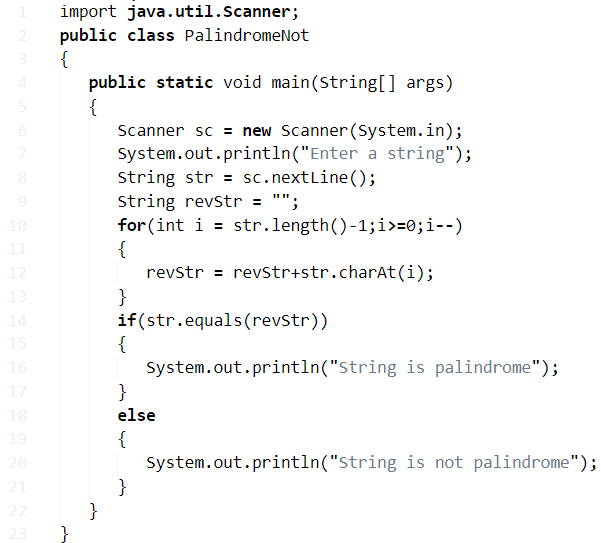 1 import java.util.Scanner;
2 public class PalindromeNot
3 {
4 public static void main(String[] args)
5 {
6 Scanner sc = new Scanner(System.in);
7 System.out.println("Enter a string");
8 String str = sc.nextLine();
9 String revStr = "";
10 for(int i = str.length()-1;i>=0;i--)
11 {
12 revStr = revStr+str.charAt(i);
13 }
14 if(str.equals(revStr))
15 {
16 System.out.println("String is palindrome");
17 }
18 else
19 {
20 System.out.println("String is not palindrome");
21 }
22 }
23 }